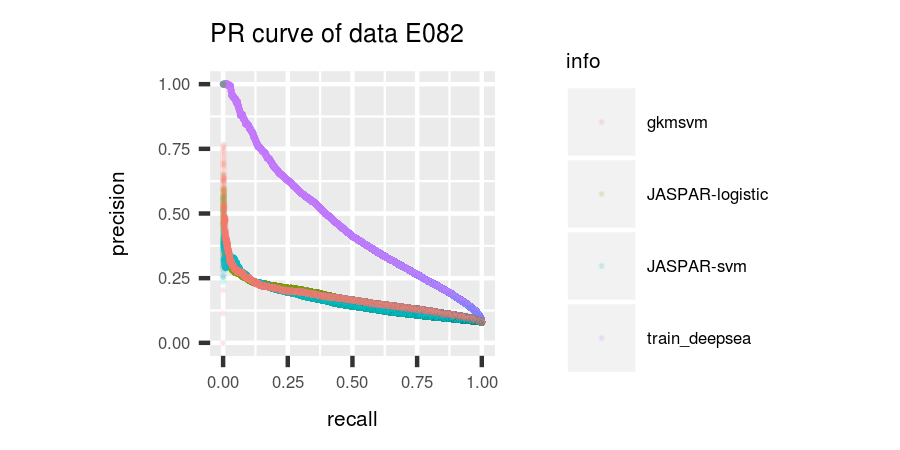 PR curve of data E082
info
1.00
0.75
0.50
0.25
0.00
precision
0.00 0.25 0.50 0.75 1.00
recall
gkmsvm
JASPAR-logistic
JASPAR-svm
train_deepsea